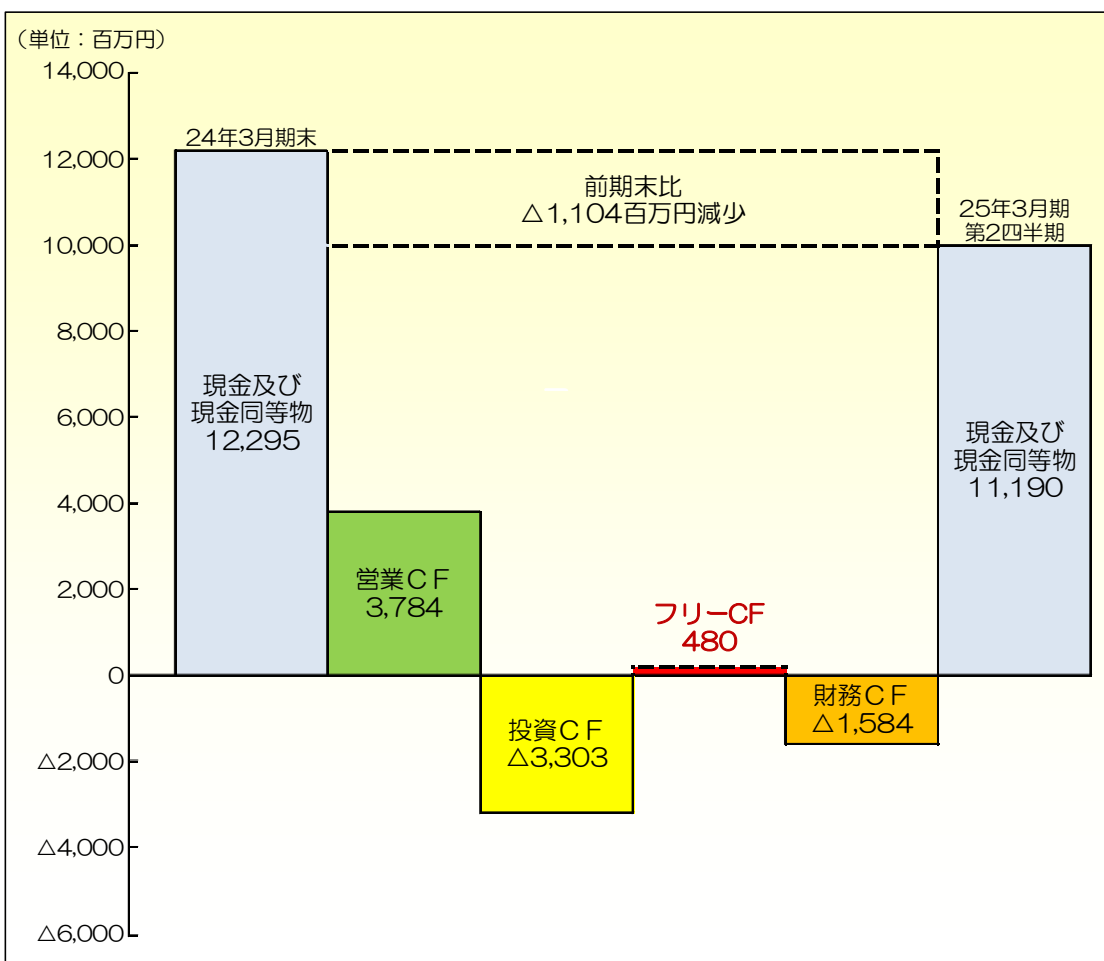 （単位：百万円）
14,000
12,000
10,000
8,000
6,000
4,000
2,000
0
△2,000
△4,000
△6,000
24年3月期末
現金及び
現金同等物
12,295
前期末比
△1,104百万円減少
営業ＣＦ
3,784
投資ＣＦ
△3,303
フリーCF
480
財務ＣＦ
△1,584
25年3月期
第2四半期
現金及び
現金同等物
11,190